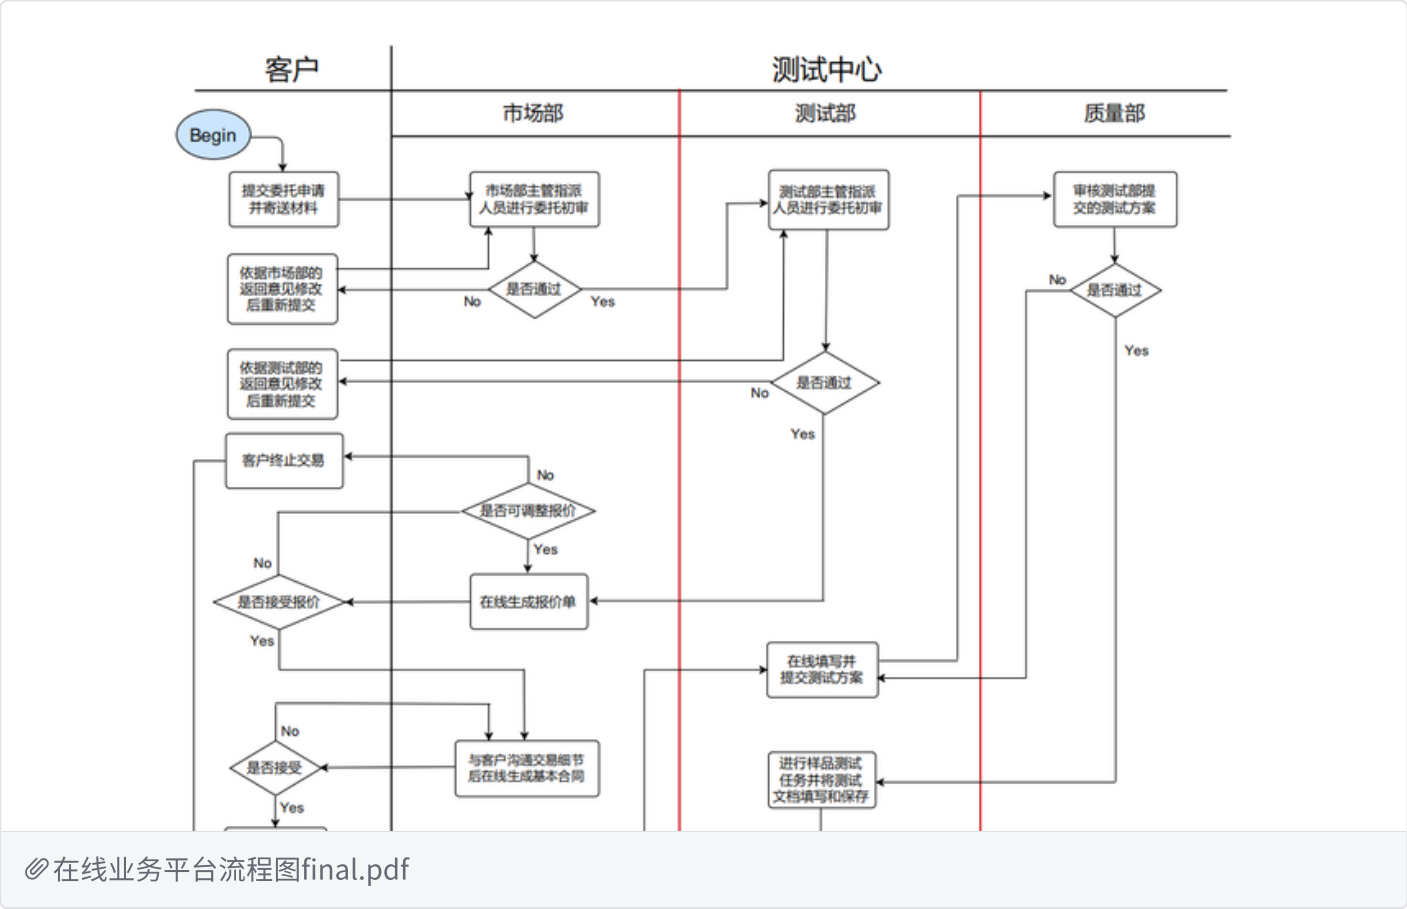 客户
测试中心
市场部
测试部
质量部
Begin
提交委托申请
并寄送材料
市场部主管指派
人员进行委托初审
测试部主管指派
人员进行委托初审
审核测试部提
交的测试方案
依据市场部的
返回意见修改
后重新提交
No
是否通过
Yes
No
是否通过
Yes
依据测试部的
返回意见修改
后重新提交
No
是否通过
Yes
客户终止交易
No
是否可调整报价
Yes
No
是否接受报价
Yes
在线生成报价单
在线填写并
提交测试方案
No
是否接受
Yes
与客户沟通交易细节
后在线生成基本合同
进行样品测试
任务并将测试
文档填写和保存
在线业务平台流程图final.pdf